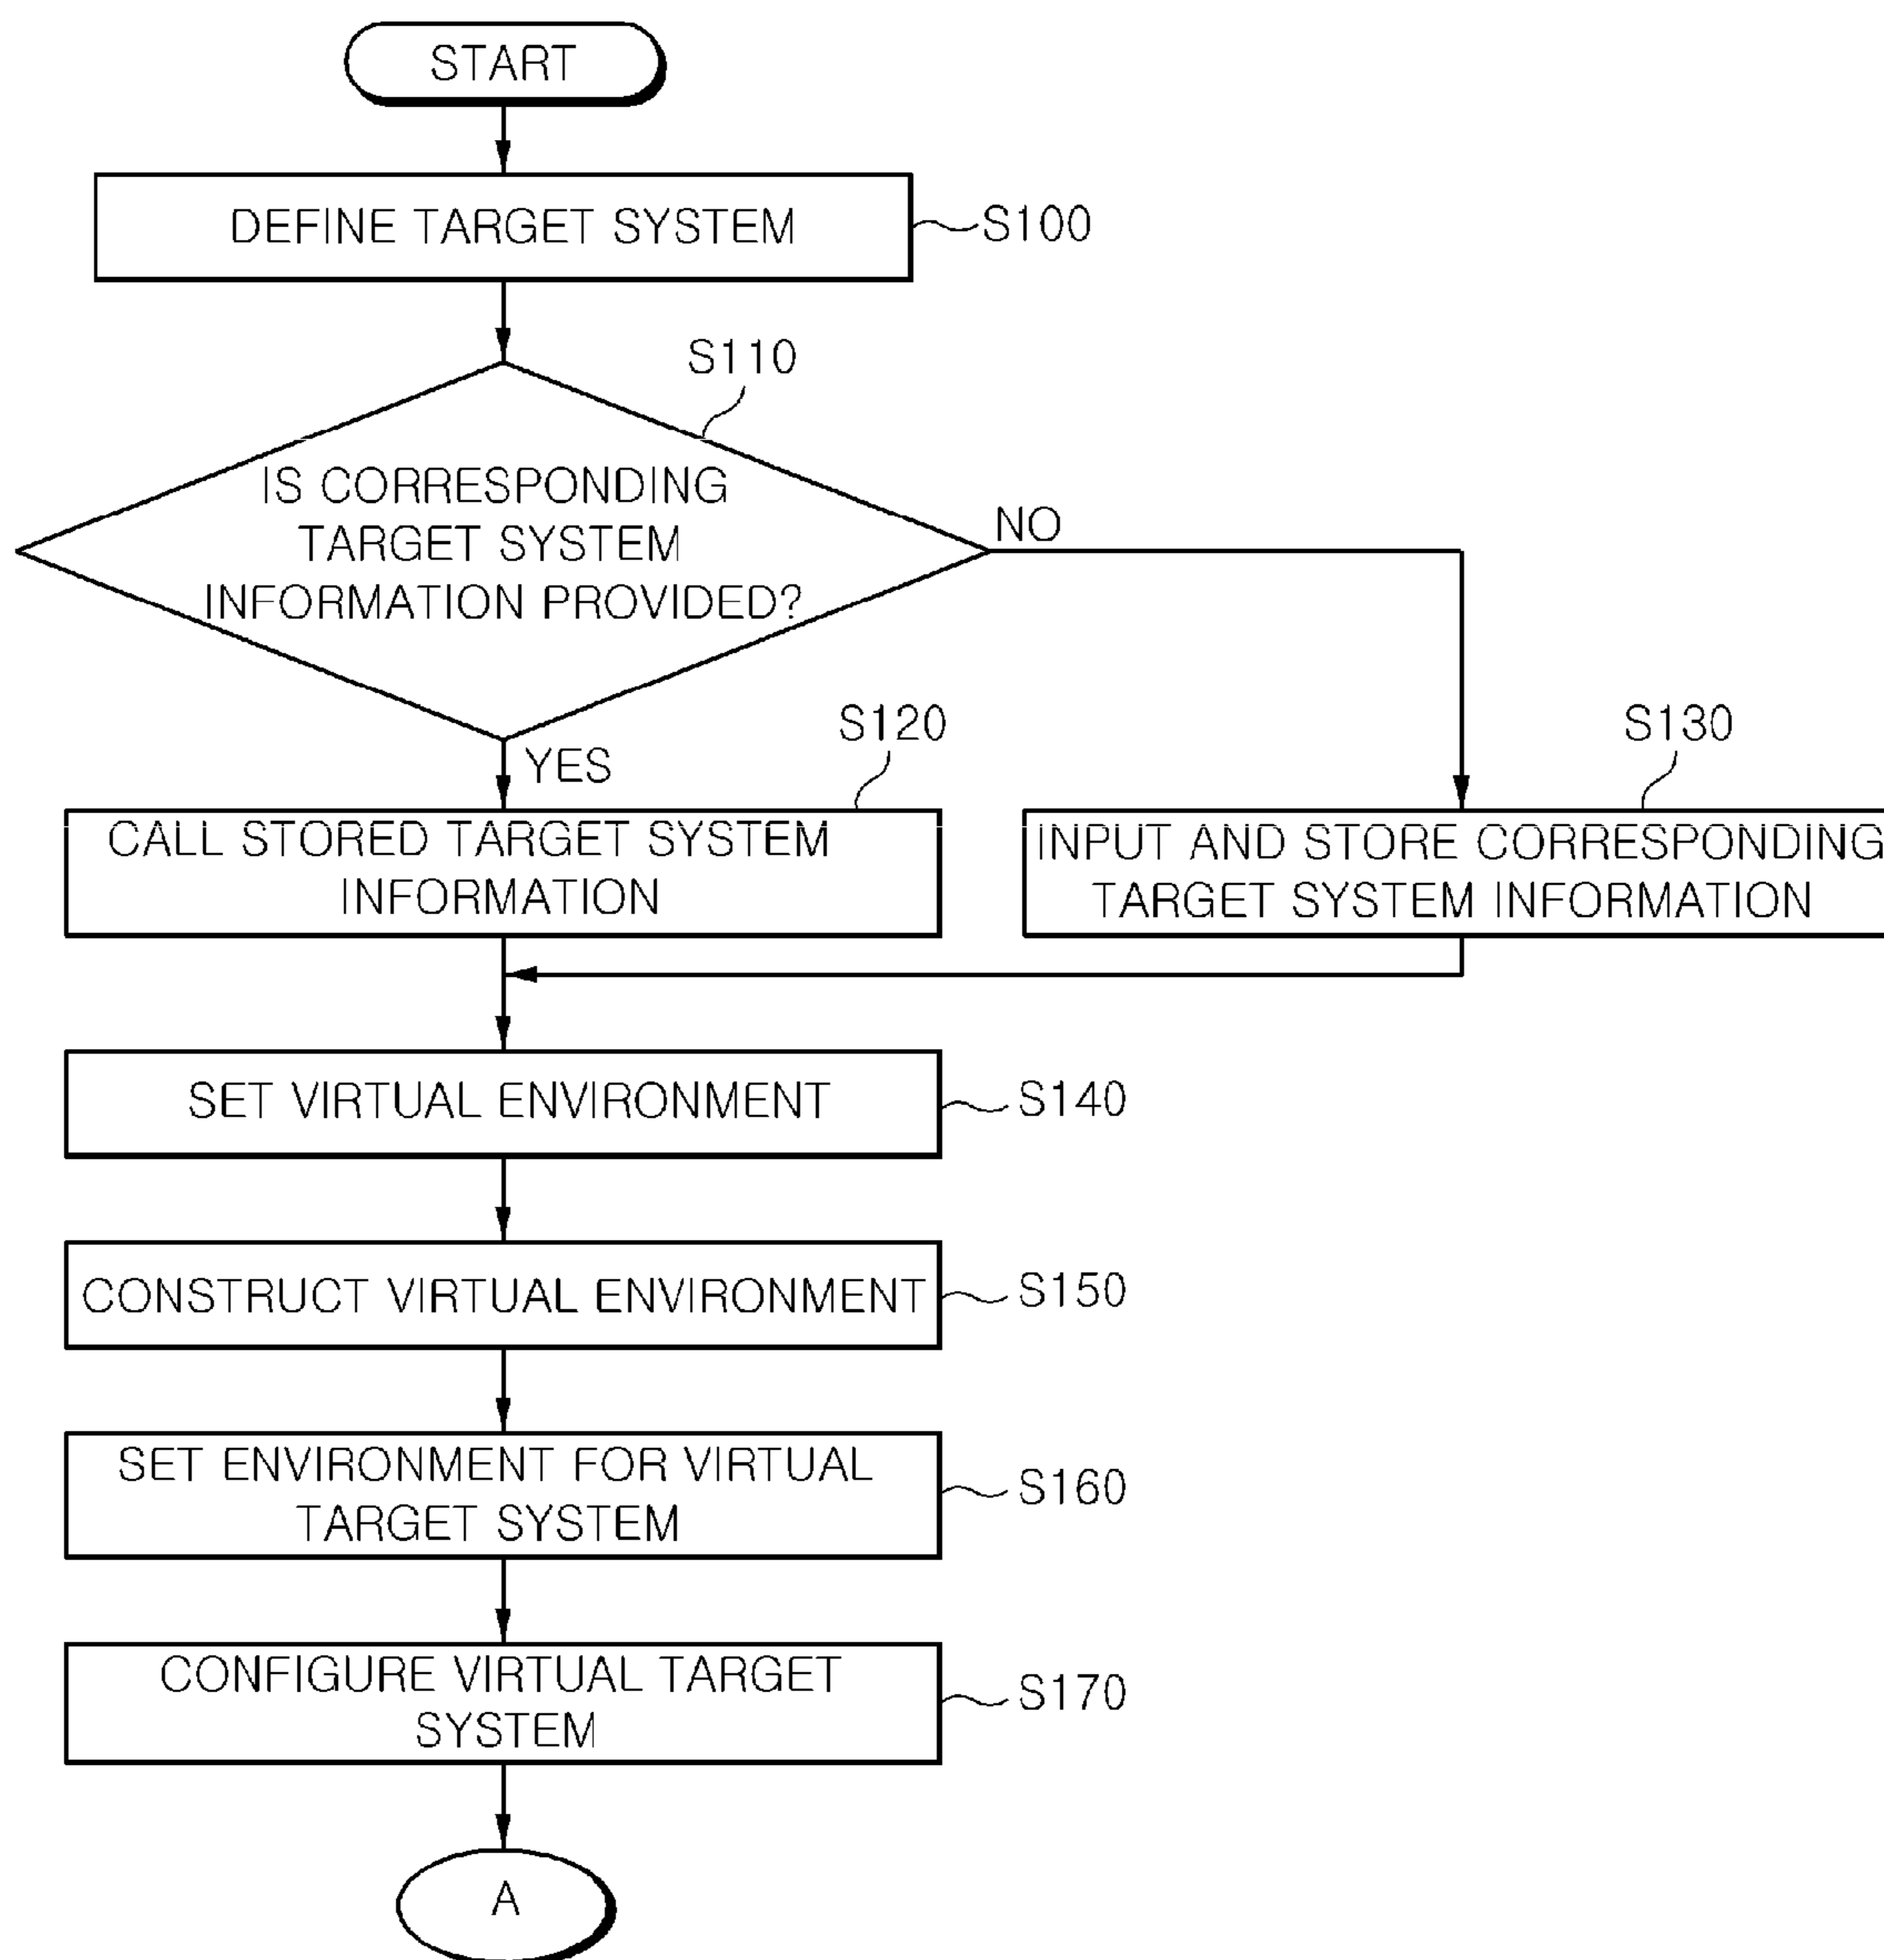 START
DEFINE TARGET SYSTEM
S100
S110
IS CORRESPONDING
TARGET SYSTEM
INFORMATION PROVIDED?
NO
YES
S120
S130
CALL STORED TARGET SYSTEM
INFORMATION
INPUT AND STORE CORRESPONDING
TARGET SYSTEM INFORMATION
SET VIRTUAL ENVIRONMENT
S140
CONSTRUCT VIRTUAL ENVIRONMENT
S150
SET ENVIRONMENT FOR VIRTUAL
TARGET SYSTEM
S160
CONFIGURE VIRTUAL TARGET
SYSTEM
S170
A